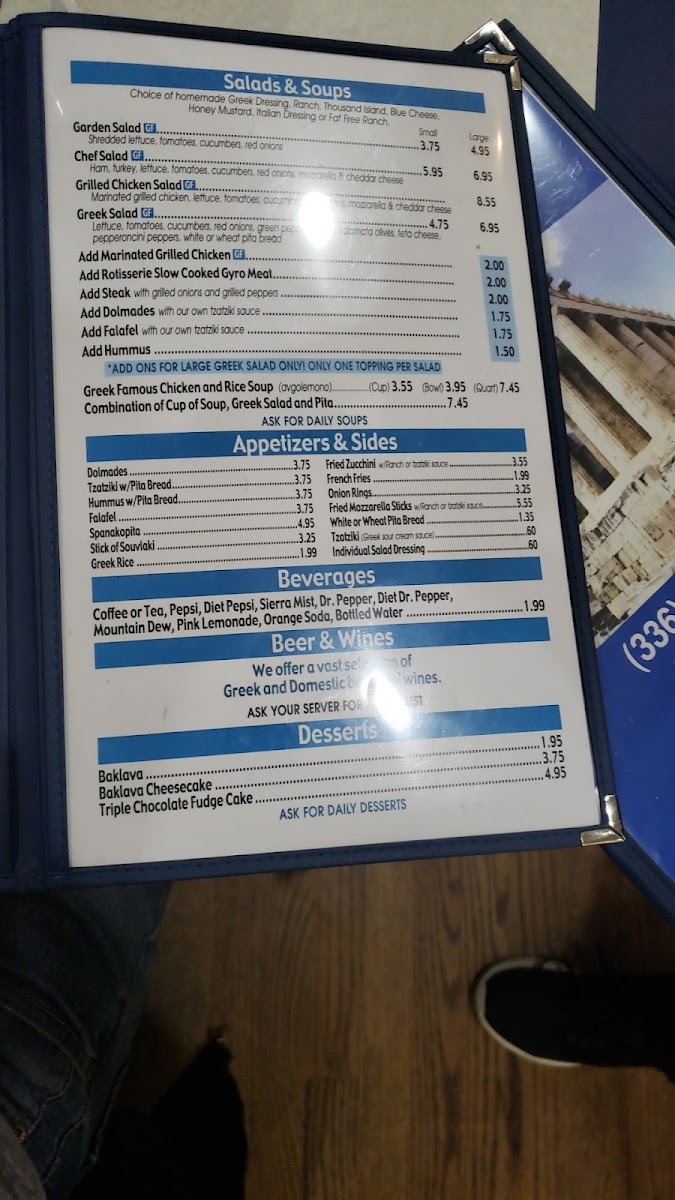 Salads & Soups
Choice of homemade Greek Dressing, Ranch, Thousand Island, Blue Cheese,
Honey Mustard, Italian Dressing or Fat Free Ranch.
Small Large
Garden Salad GF 3.75 4.95
Shredded lettuce, tomatoes, cucumbers, red onions
Chef Salad GF 5.95 6.95
Ham, turkey, lettuce, tomatoes, cucumbers, red onions, mozzarella & cheddar cheese
Grilled Chicken Salad GF 8.55
Marinated grilled chicken, lettuce, tomatoes, mozzarella & cheddar cheese
Greek Salad GF 4.75 6.95
Lettuce, tomatoes, cucumbers, red onions, green olives, feta cheese,
pepperoncini peppers, white or wheat pita bread
Add Marinated Grilled Chicken GF 2.00
Add Rotisserie Slow Cooked Gyro Meat 2.00
Add Steak with grilled onions and grilled peppers 2.00
Add Dolmades with our own tzatziki sauce 1.75
Add Falafel with our own tzatziki sauce 1.75
Add Hummus 1.50
*ADD ONS FOR LARGE GREEK SALAD ONLY! ONLY ONE TOPPING PER SALAD
Greek Famous Chicken and Rice Soup (avgolemono) (Cup) 3.55 (Bowl) 3.95 (Quart) 7.45
Combination of Cup of Soup, Greek Salad and Pita 7.45
ASK FOR DAILY SOUPS
Appetizers & Sides
Dolmades 3.75
Tzatziki w/Pita Bread 3.75
Hummus w/Pita Bread 3.75
Falafel 3.75
Spanakopita 4.95
Stick of Souvlaki 3.25
Greek Rice 1.99
Fried Zucchini w/Ranch or tzatziki sauce 3.55
French Fries 1.99
Onion Rings 3.25
Fried Mozzarella Sticks w/Ranch or tzatziki sauce 5.55
White or Wheat Pita Bread 1.35
Tzatziki (Greek sour cream sauce) .60
Individual Salad Dressing .60
Beverages
Coffee or Tea, Pepsi, Diet Pepsi, Sierra Mist, Dr. Pepper, Diet Dr. Pepper,
Mountain Dew, Pink Lemonade, Orange Soda, Bottled Water 1.99
Beer & Wines
We offer a vast of
Greek and Domestic wines.
ASK YOUR SERVER FOR
Desserts
Baklava 1.95
Baklava Cheesecake 3.75
Triple Chocolate Fudge Cake 4.95
ASK FOR DAILY DESSERTS
(336)